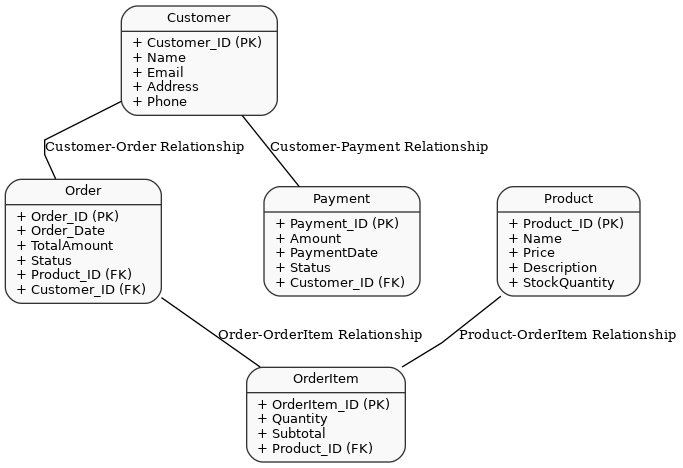 Customer
+ Customer_ID (PK)
+ Name
+ Email
+ Address
+ Phone
Customer-Order Relationship
Customer-Payment Relationship
Order
+ Order_ID (PK)
+ Order_Date
+ TotalAmount
+ Status
+ Product_ID (FK)
+ Customer_ID (FK)
Payment
+ Payment_ID (PK)
+ Amount
+ PaymentDate
+ Status
+ Customer_ID (FK)
Product
+ Product_ID (PK)
+ Name
+ Price
+ Description
+ StockQuantity
Order-OrderItem Relationship
Product-OrderItem Relationship
OrderItem
+ OrderItem_ID (PK)
+ Quantity
+ Subtotal
+ Product_ID (FK)